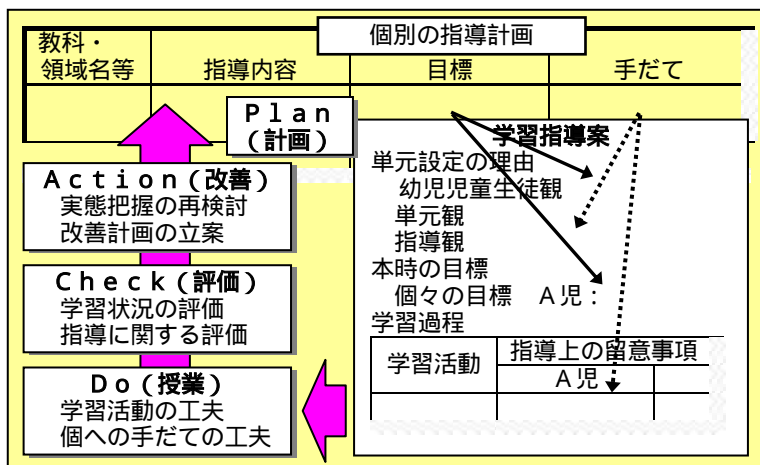 個別の指導計画
教科・
領域名等
指導内容
目標
手だて
Ｐｌａｎ
（計画）
学習指導案
単元設定の理由
幼児児童生徒観
単元観
指導観
本時の目標
個々の目標　Ａ児：
学習過程
学習活動
指導上の留意事項
Ａ児
Ａｃｔｉｏｎ（改善）
実態把握の再検討
改善計画の立案
Ｃｈｅｃｋ（評価）
学習状況の評価
指導に関する評価
Ｄｏ（授業）
学習活動の工夫
個への手だての工夫